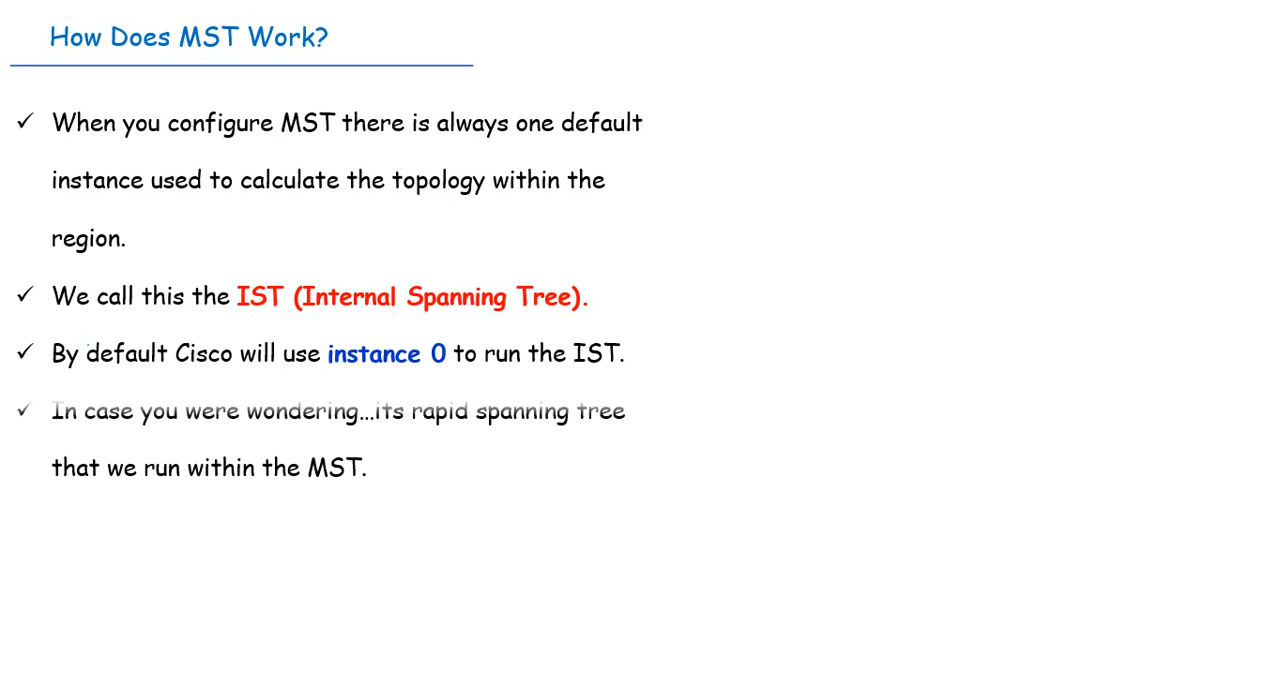 How Does MST Work?
✓ When you configure MST there is always one default
instance used to calculate the topology within the
region.
✓ We call this the IST (Internal Spanning Tree).
✓ By default Cisco will use instance 0 to run the IST.
✓ In case you were wondering...its rapid spanning tree
that we run within the MST.